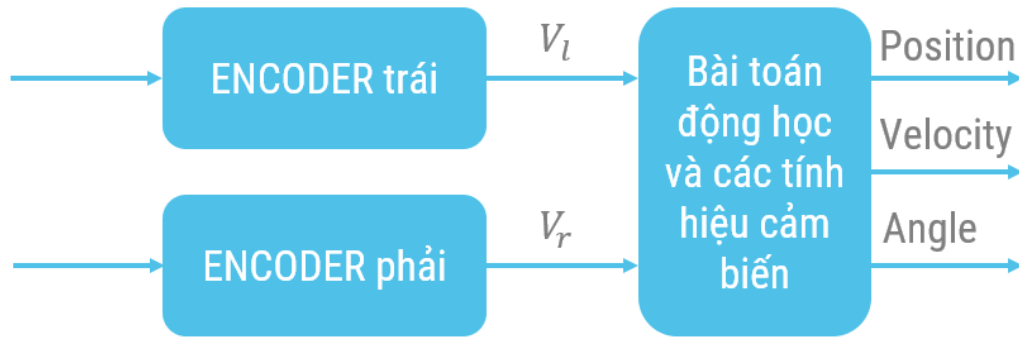 ENCODER trái
V_l
ENCODER phải
V_r
Bài toán
động học
và các tính
hiệu cảm
biến
Position
Velocity
Angle